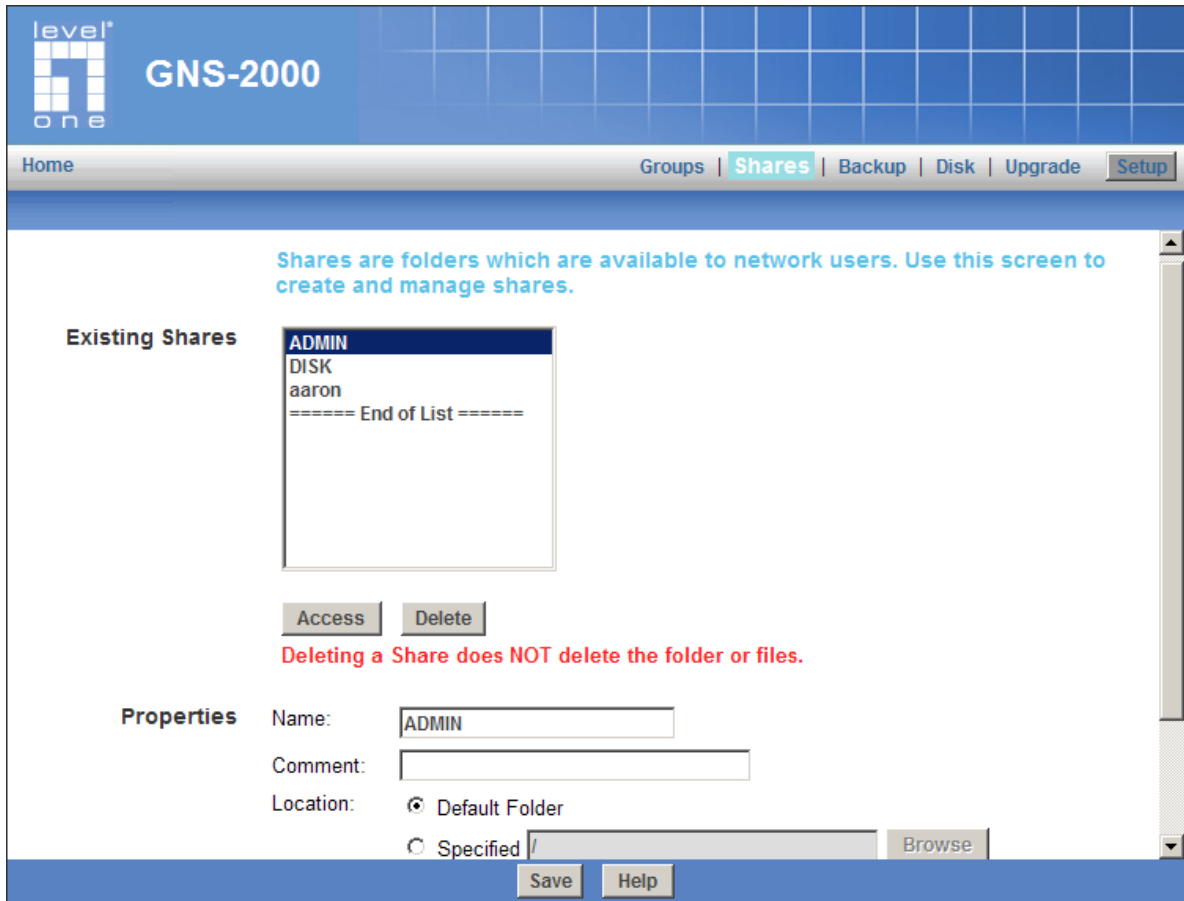 level
one
GNS-2000
Home
Groups | Shares | Backup | Disk | Upgrade Setup
Shares are folders which are available to network users. Use this screen to
create and manage shares.
Existing Shares
ADMIN
DISK
aaron
====== End of List ======
Access Delete
Deleting a Share does NOT delete the folder or files.
Properties
Name: ADMIN
Comment:
Location: Default Folder
Specified / Browse
Save Help